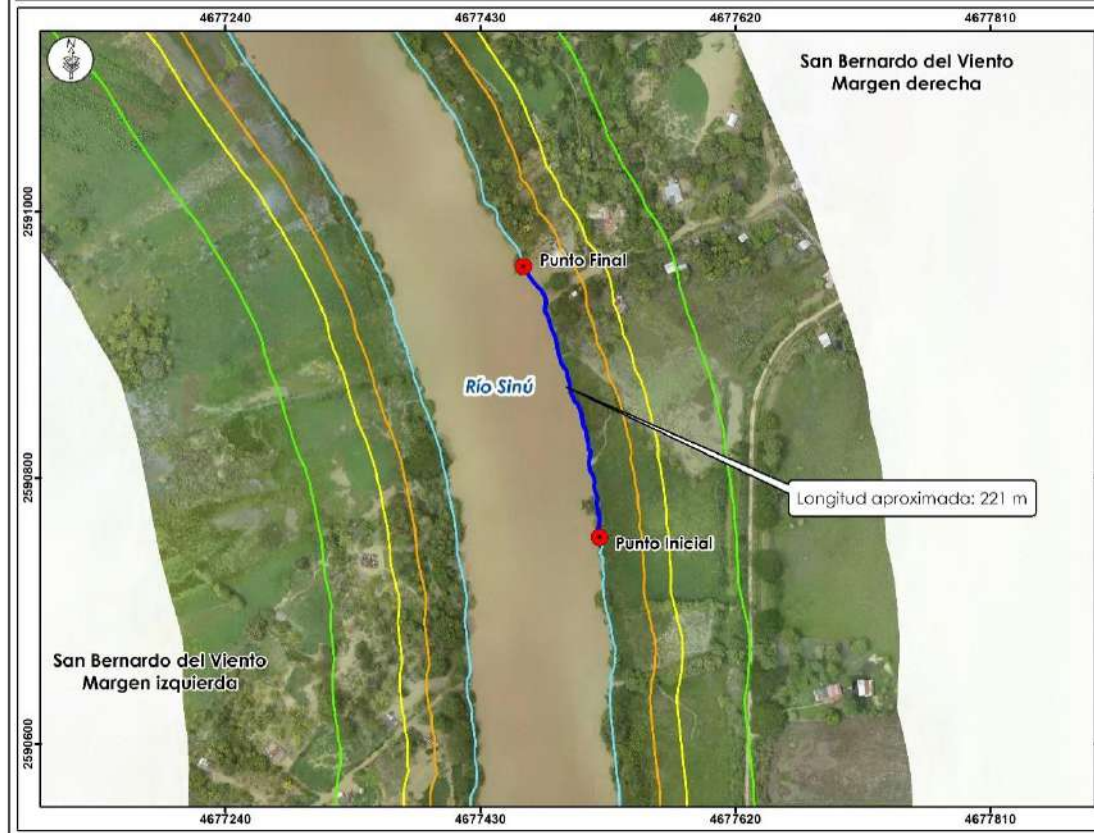 4677240
4677430
4677620
4677810
N
San Bernardo del Viento
Margen derecha
2591000
Punto Final
Río Sinú
2590800
Longitud aproximada: 221 m
Punto Inicial
San Bernardo del Viento
Margen izquierda
2590600
4677240
4677430
4677620
4677810